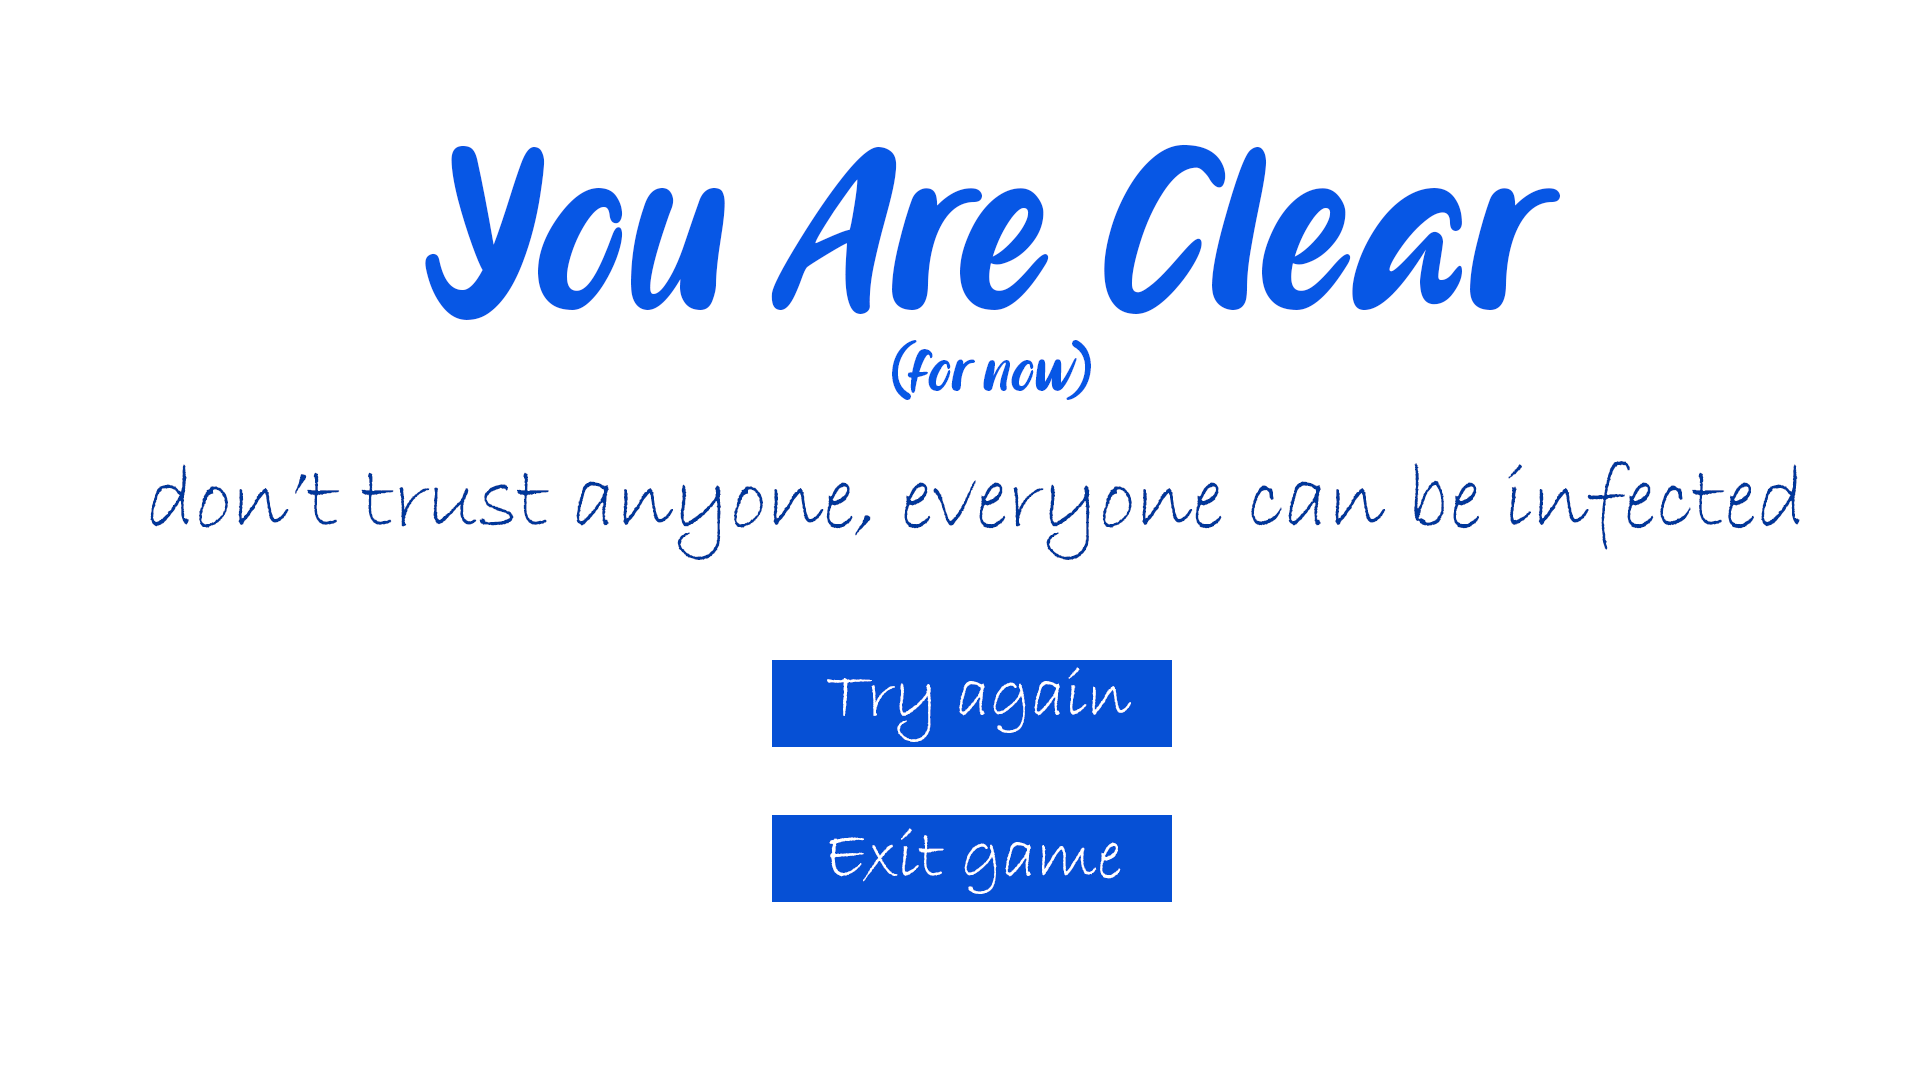 You Are Clear
(for now)
don't trust anyone, everyone can be infected
Try again
Exit game